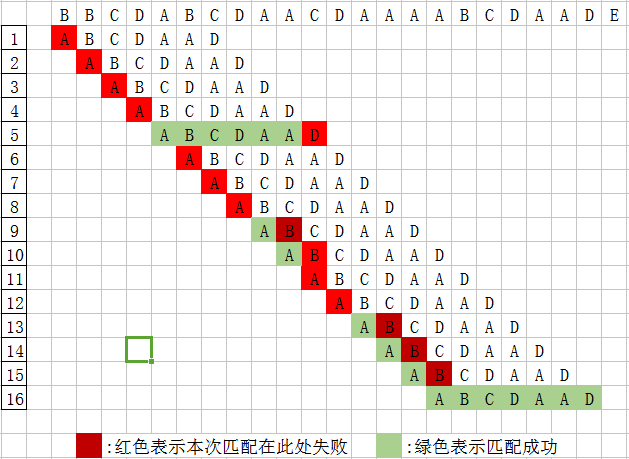 B B C D A B C D A A C D A A A A B C D A A D E
1 A B C D A A D
2 A B C D A A D
3 A B C D A A D
4 A B C D A A D
5 A B C D A A D
6 A B C D A A D
7 A B C D A A D
8 A B C D A A D
9 A B C D A A D
10 A B C D A A D
11 A B C D A A D
12 A B C D A A D
13 A B C D A A D
14 A B C D A A D
15 A B C D A A D
16 A B C D A A D
:红色表示本次匹配在此处失败 :绿色表示匹配成功